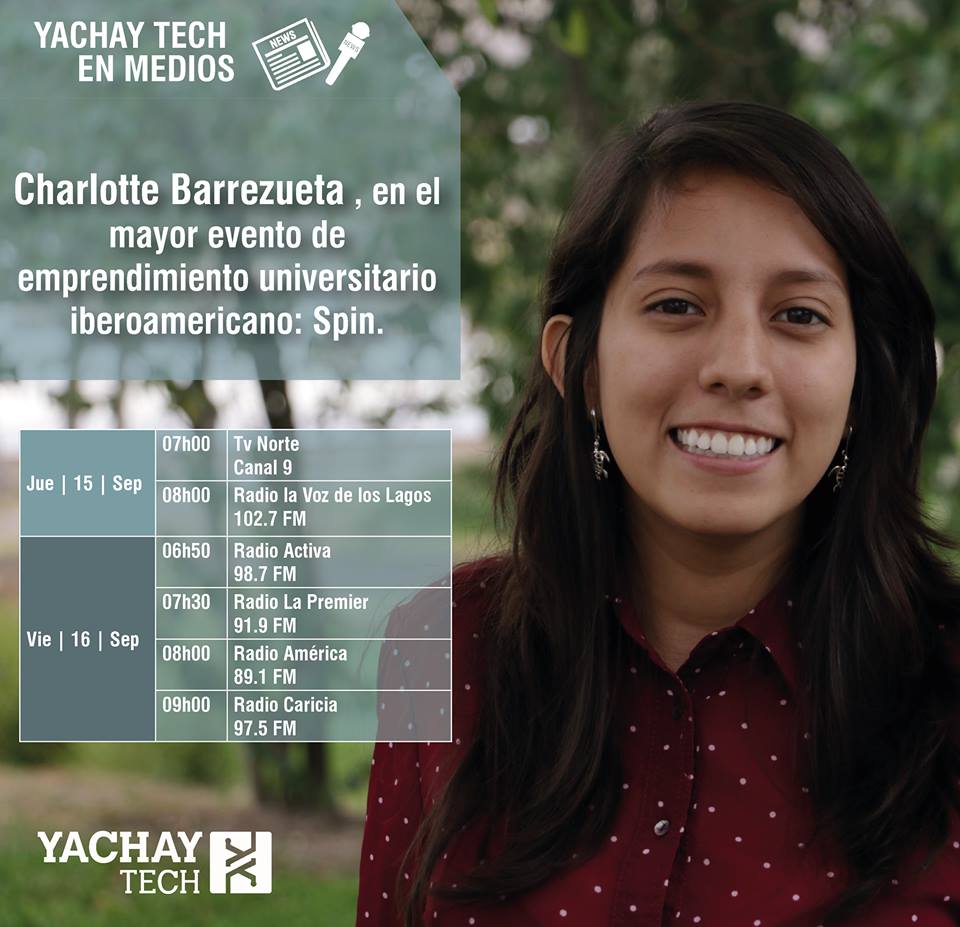 YACHAY TECH
EN MEDIOS
NEWS
NEWS
Charlotte Barrezueta , en el
mayor evento de
emprendimiento universitario
iberoamericano: Spin.
Jue | 15 | Sep
07h00 Tv Norte
Canal 9
08h00 Radio la Voz de los Lagos
102.7 FM
Vie | 16 | Sep
06h50 Radio Activa
98.7 FM
07h30 Radio La Premier
91.9 FM
08h00 Radio América
89.1 FM
09h00 Radio Caricia
97.5 FM
YACHAY
TECH